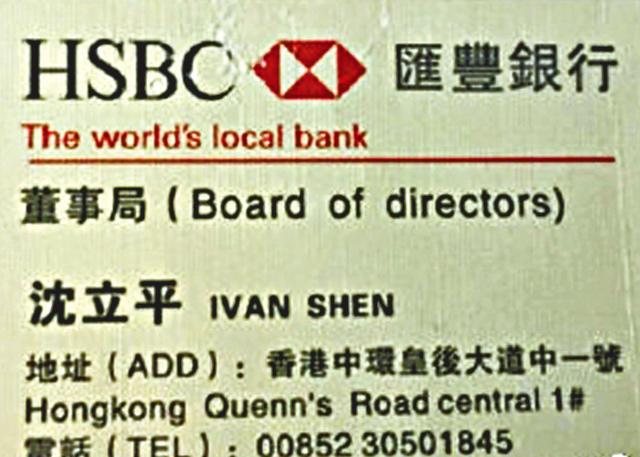 HSBC 匯豐銀行
The world's local bank
董事局 (Board of directors)
沈立平 IVAN SHEN
地址 (ADD) : 香港中環皇後大道中一號
Hongkong Quenn's Road central 1#
電話 (TEL) : 00852 30501845